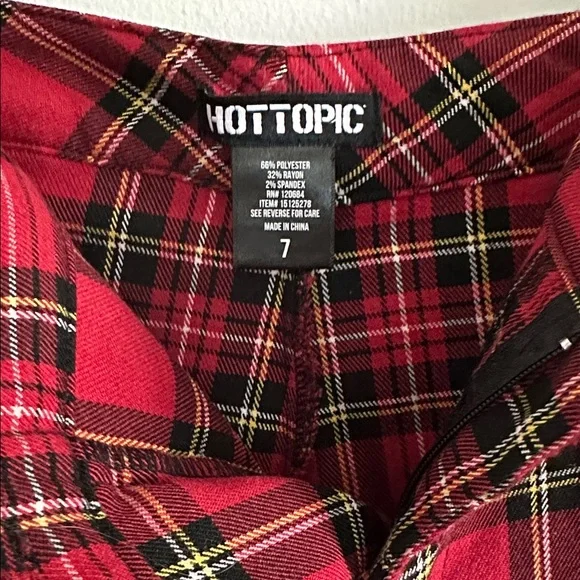 HOTTOPIC
66% POLYESTER
32% RAYON
2% SPANDEX
RN# 120684
ITEM# 15125278
SEE REVERSE FOR CARE
MADE IN CHINA
7